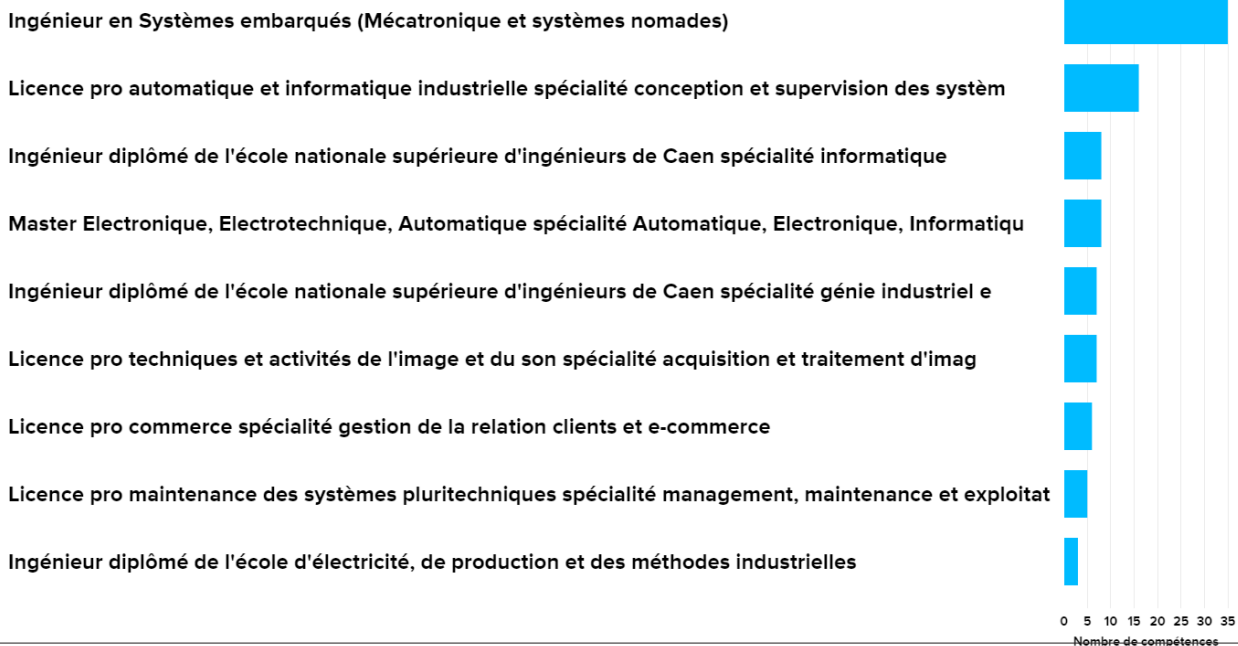 Ingénieur en Systèmes embarqués (Mécatronique et systèmes nomades)
Licence pro automatique et informatique industrielle spécialité conception et supervision des systèm
Ingénieur diplômé de l'école nationale supérieure d'ingénieurs de Caen spécialité informatique
Master Electronique, Electrotechnique, Automatique spécialité Automatique, Electronique, Informatiqu
Ingénieur diplômé de l'école nationale supérieure d'ingénieurs de Caen spécialité génie industriel e
Licence pro techniques et activités de l'image et du son spécialité acquisition et traitement d'imag
Licence pro commerce spécialité gestion de la relation clients et e-commerce
Licence pro maintenance des systèmes pluritechniques spécialité management, maintenance et exploitat
Ingénieur diplômé de l'école d'électricité, de production et des méthodes industrielles
0 5 10 15 20 25 30 35
Nombre de compétences